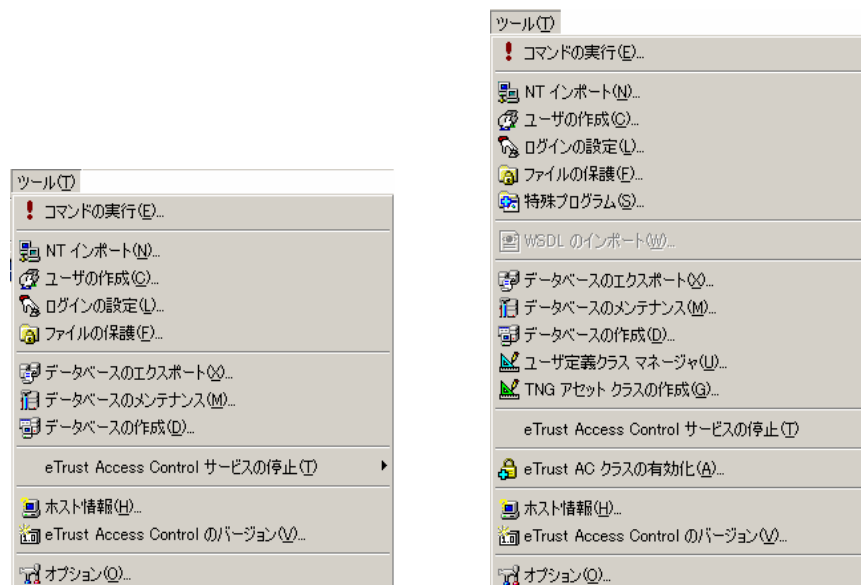 ツール(T)
コマンドの実行(E)...
NT インポート(N)...
ユーザの作成(C)...
ログインの設定(L)...
ファイルの保護(F)...
データベースのエクスポート(X)...
データベースのメンテナンス(M)...
データベースの作成(D)...
eTrust Access Control サービスの停止(T)
ホスト情報(H)...
eTrust Access Control のバージョン(V)...
オプション(O)...
ツール(T)
コマンドの実行(E)...
NT インポート(N)...
ユーザの作成(C)...
ログインの設定(L)...
ファイルの保護(F)...
特殊プログラム(S)...
WSDL のインポート(W)...
データベースのエクスポート(X)...
データベースのメンテナンス(M)...
データベースの作成(D)...
ユーザ定義クラス マネージャ(U)...
TNG アセット クラスの作成(G)...
eTrust Access Control サービスの停止(T)
eTrust AC クラスの有効化(A)...
ホスト情報(H)...
eTrust Access Control のバージョン(V)...
オプション(O)...